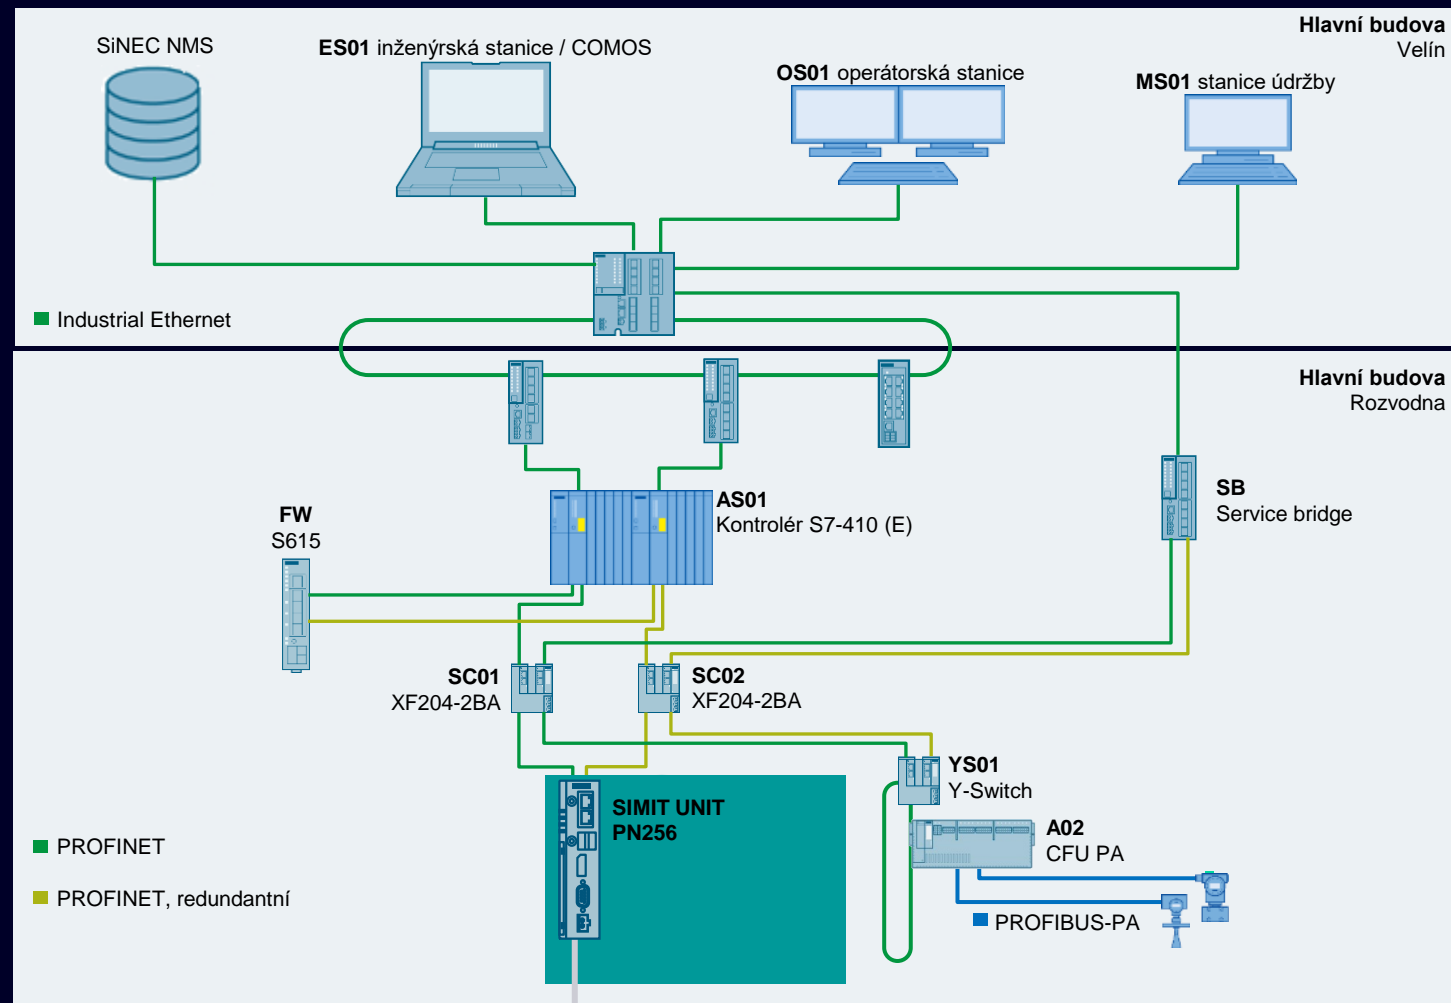 Hlavní budova
Velín
SiNEC NMS
ES01 inženýrská stanice / COMOS
OS01 operátorská stanice
MS01 stanice údržby
Industrial Ethernet
Hlavní budova
Rozvodna
AS01
Kontrolér S7-410 (E)
SB
Service bridge
FW
S615
SC01
XF204-2BA
SC02
XF204-2BA
YS01
Y-Switch
SIMIT UNIT
PN256
A02
CFU PA
PROFINET
PROFINET, redundantní
PROFIBUS-PA